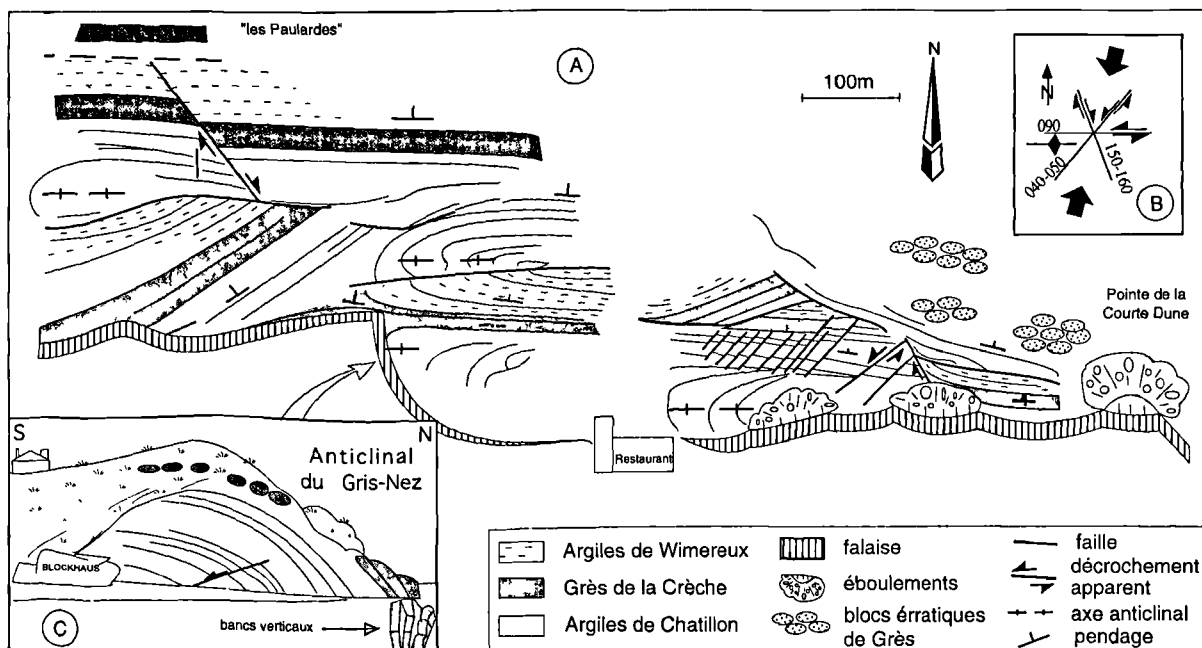 "les Paulardes"
A
N
100m
N
090
040-050
150-160
B
Pointe de la
Courte Dune
Restaurant
S
N
Anticlinal
du Gris-Nez
BLOCKHAUS
C
bancs verticaux
Argiles de Wimereux
Grès de la Crèche
Argiles de Chatillon
falaise
éboulements
blocs érratiques
de Grès
faille
décrochement
apparent
axe anticlinal
pendage